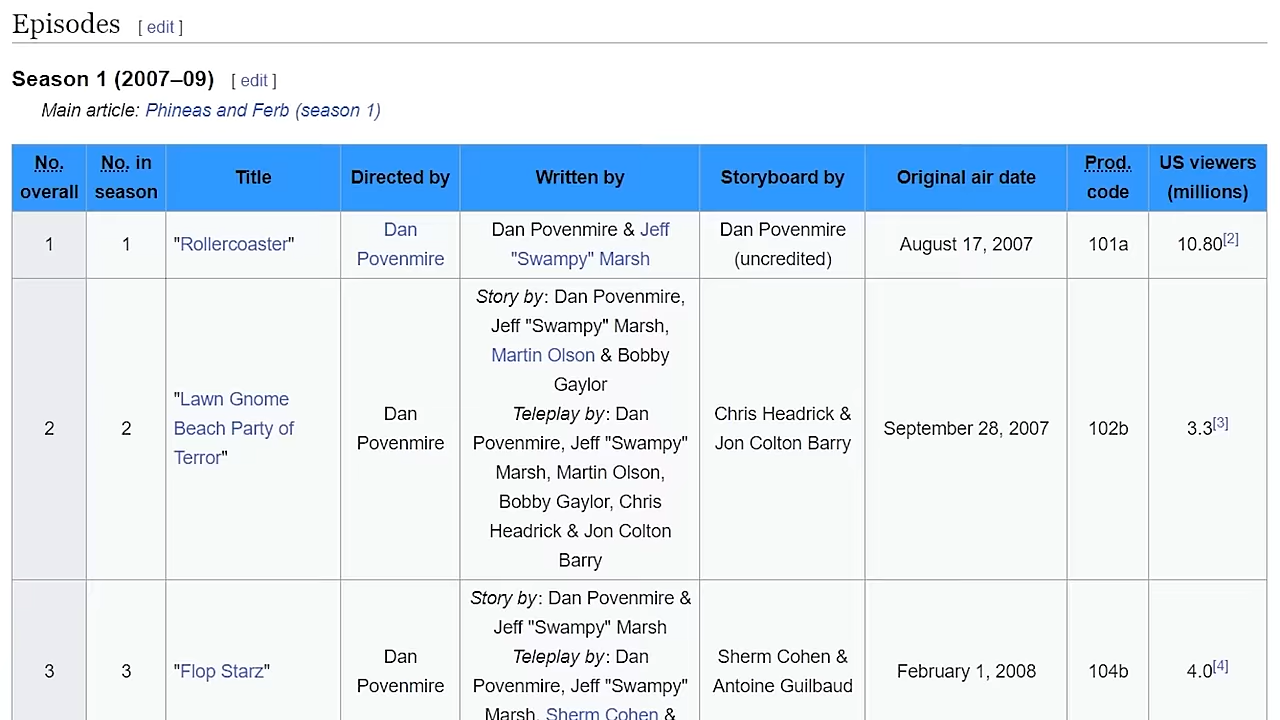 Episodes [ edit ]
Season 1 (2007–09) [ edit ]
Main article: Phineas and Ferb (season 1)
No. overall
No. in season
Title
Directed by
Written by
Storyboard by
Original air date
Prod. code
US viewers (millions)
1
1
"Rollercoaster"
Dan
Povenmire
Dan Povenmire & Jeff
"Swampy" Marsh
Dan Povenmire
(uncredited)
August 17, 2007
101a
10.80[2]
2
2
"Lawn Gnome
Beach Party of
Terror"
Dan
Povenmire
Story by: Dan Povenmire,
Jeff "Swampy" Marsh,
Martin Olson & Bobby
Gaylor
Teleplay by: Dan
Povenmire, Jeff "Swampy"
Marsh, Martin Olson,
Bobby Gaylor, Chris
Headrick & Jon Colton
Barry
Chris Headrick &
Jon Colton Barry
September 28, 2007
102b
3.3[3]
3
3
"Flop Starz"
Dan
Povenmire
Story by: Dan Povenmire &
Jeff "Swampy" Marsh
Teleplay by: Dan
Povenmire, Jeff "Swampy"
Marsh, Sherm Cohen &
Sherm Cohen &
Antoine Guilbaud
February 1, 2008
104b
4.0[4]